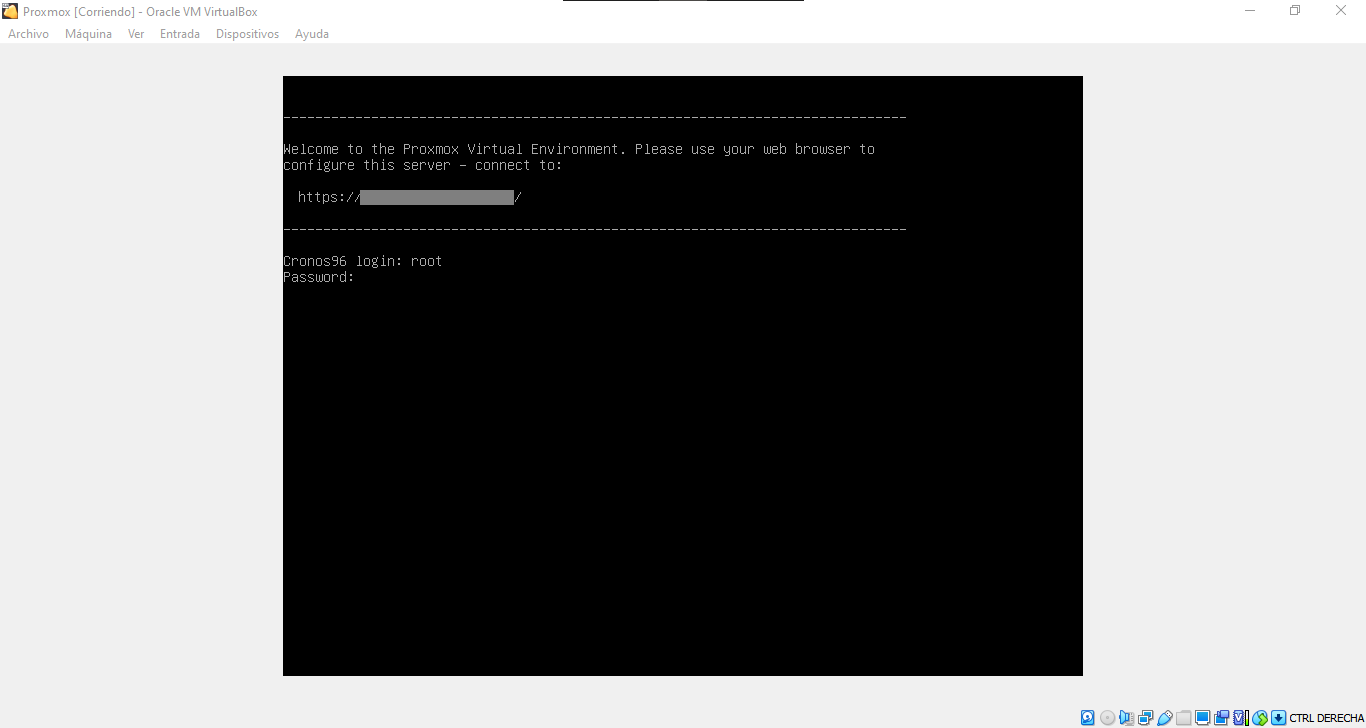 Proxmox [Corriendo] - Oracle VM VirtualBox
Archivo Máquina Ver Entrada Dispositivos Ayuda
--------------------------------------------------------------------------------
Welcome to the Proxmox Virtual Environment. Please use your web browser to
configure this server - connect to:
https:// /
--------------------------------------------------------------------------------
Cronos96 login: root
Password:
CTRL DERECHA